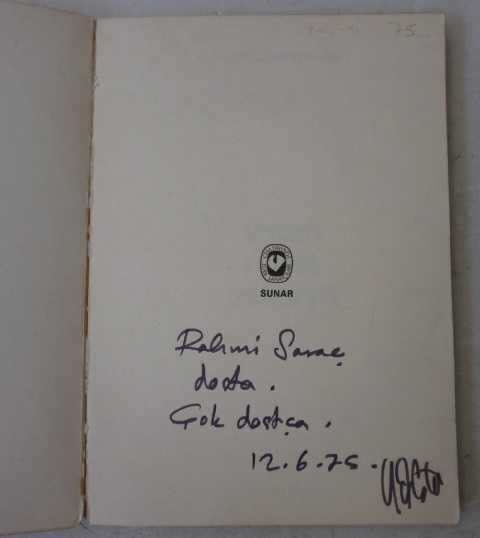 75
SUNAR
Rahmi Saraç
dosta.
Çok dostça.
12.6.75.